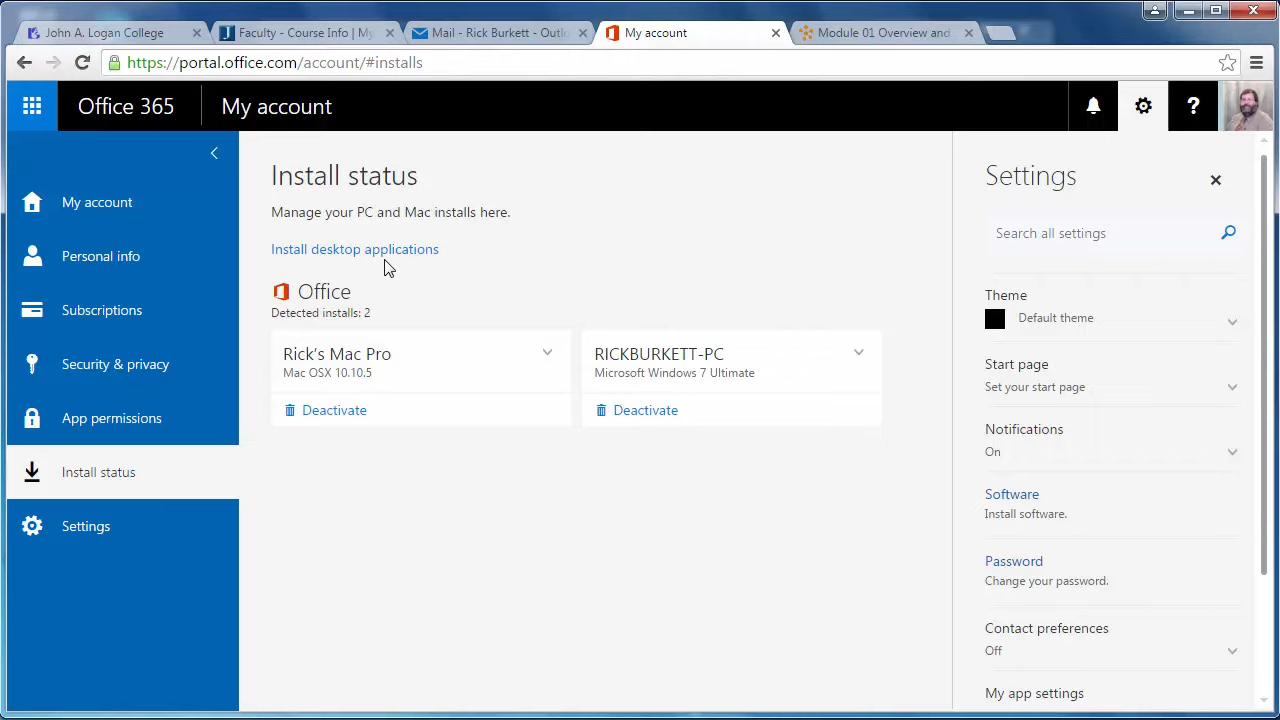 John A. Logan College
Faculty - Course Info | My
Mail - Rick Burkett - Outlo
My account
Module 01 Overview and
https://portal.office.com/account/#installs
Office 365
My account
?
My account
Personal info
Subscriptions
Security & privacy
App permissions
Install status
Settings
Install status
Manage your PC and Mac installs here.
Install desktop applications
Office
Detected installs: 2
Rick's Mac Pro
Mac OSX 10.10.5
Deactivate
RICKBURKETT-PC
Microsoft Windows 7 Ultimate
Deactivate
Settings
Search all settings
Theme
Default theme
Start page
Set your start page
Notifications
On
Software
Install software.
Password
Change your password.
Contact preferences
Off
My app settings